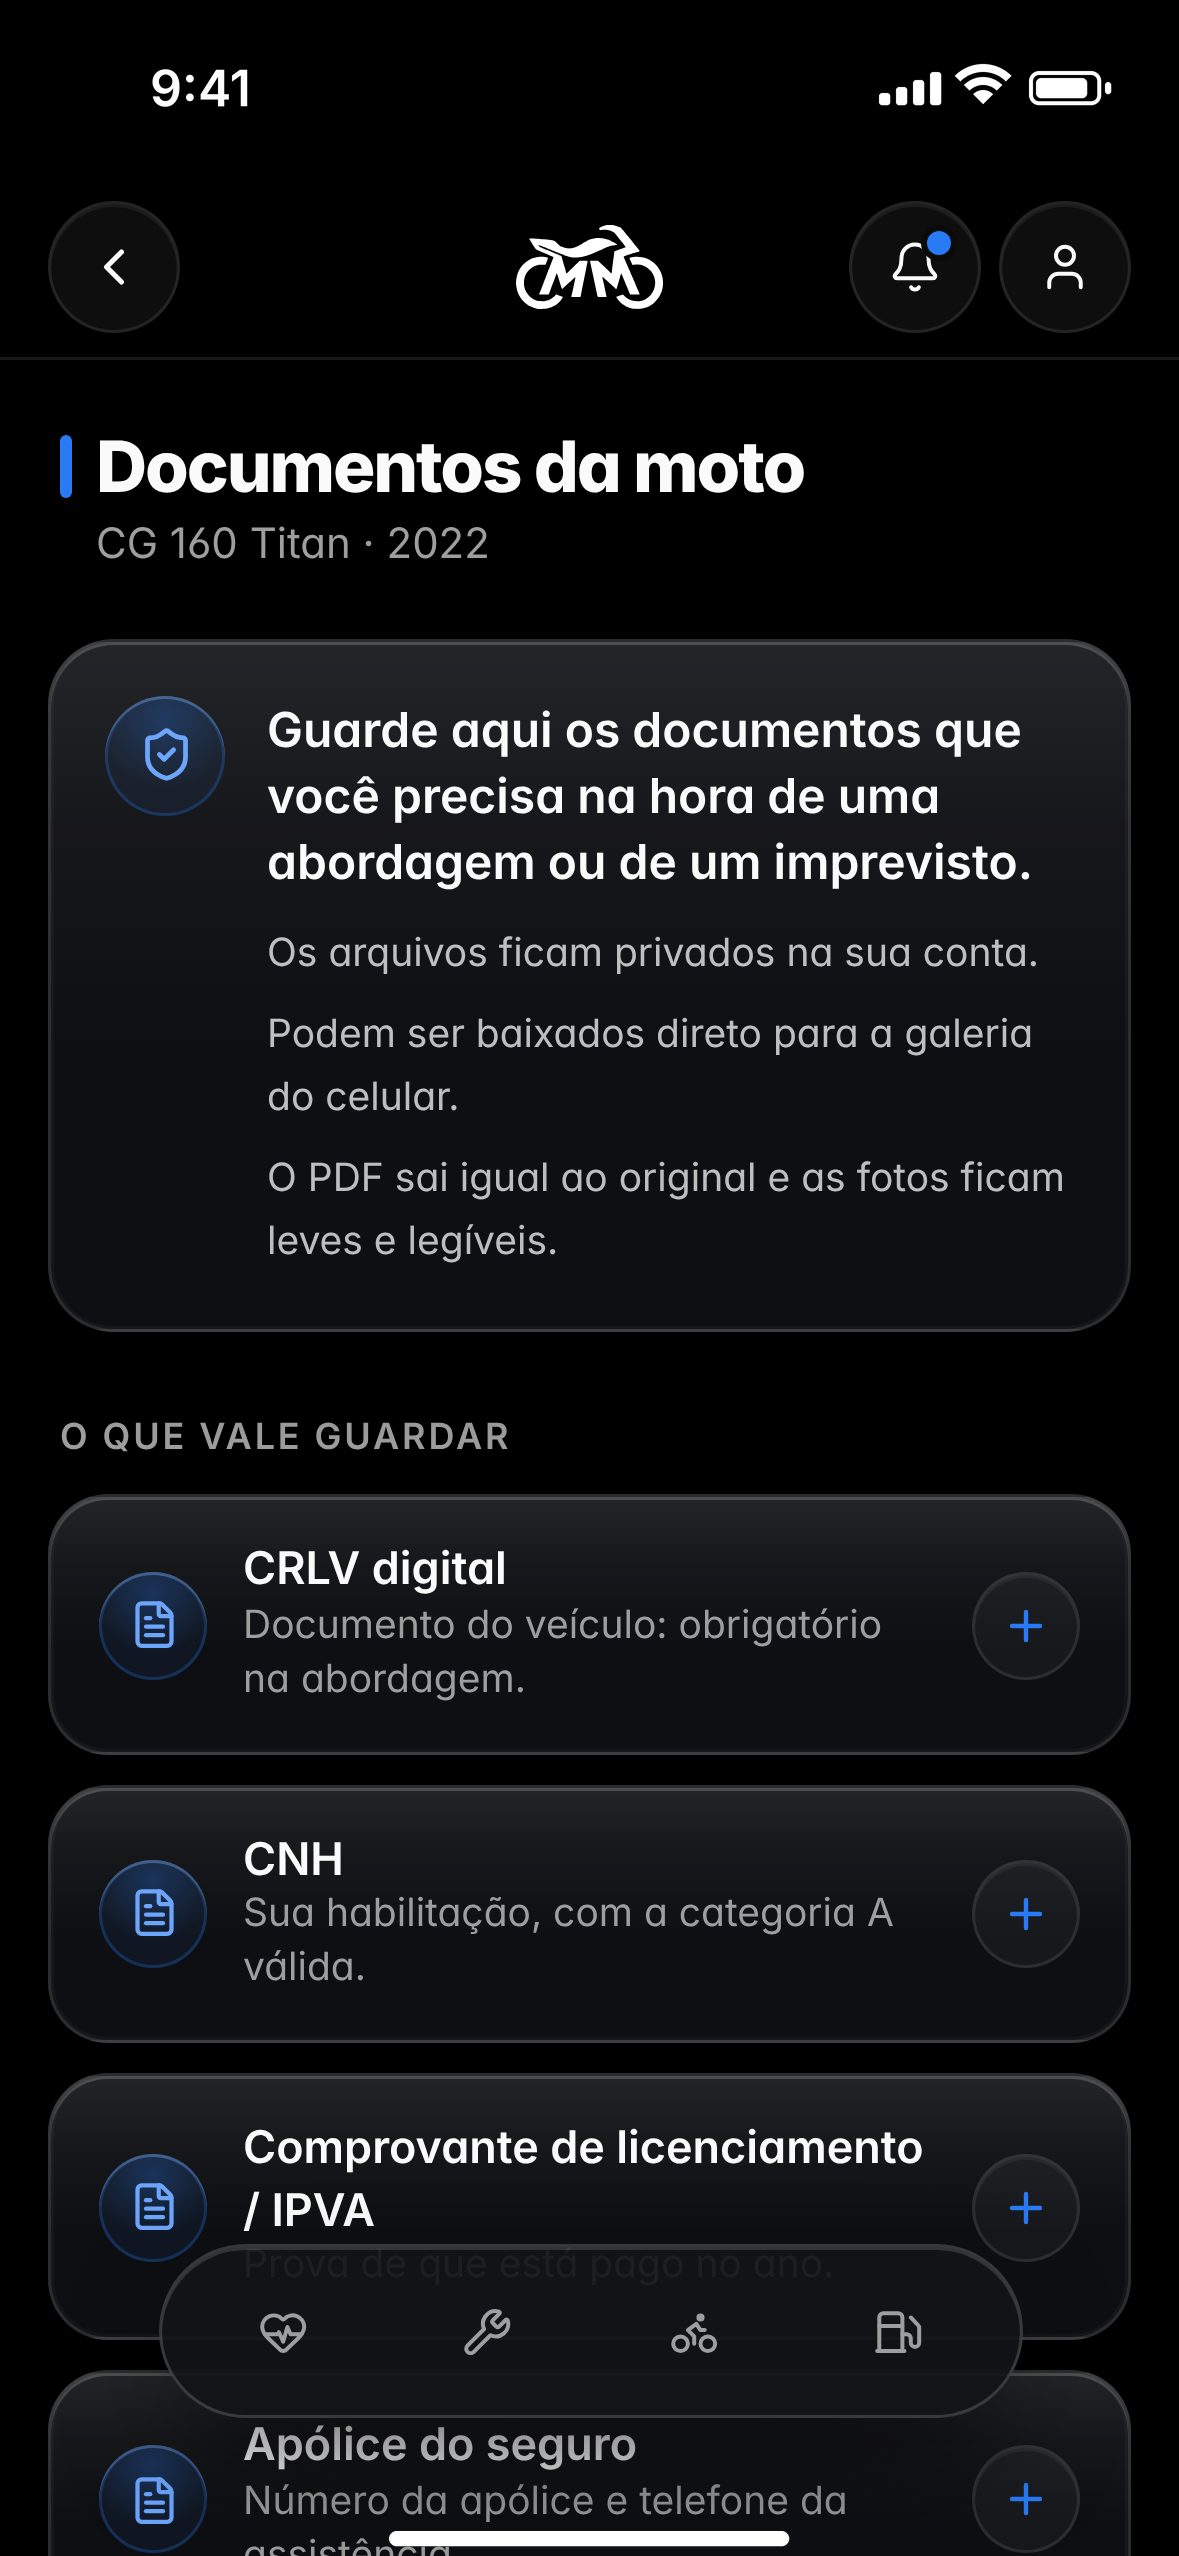 9:41
MM
Documentos da moto
CG 160 Titan · 2022
Guarde aqui os documentos que
você precisa na hora de uma
abordagem ou de um imprevisto.
Os arquivos ficam privados na sua conta.
Podem ser baixados direto para a galeria
do celular.
O PDF sai igual ao original e as fotos ficam
leves e legíveis.
O QUE VALE GUARDAR
CRLV digital
Documento do veículo: obrigatório
na abordagem.
CNH
Sua habilitação, com a categoria A
válida.
Comprovante de licenciamento
/ IPVA
Prova de que está pago no ano.
Apólice do seguro
Número da apólice e telefone da
assistência